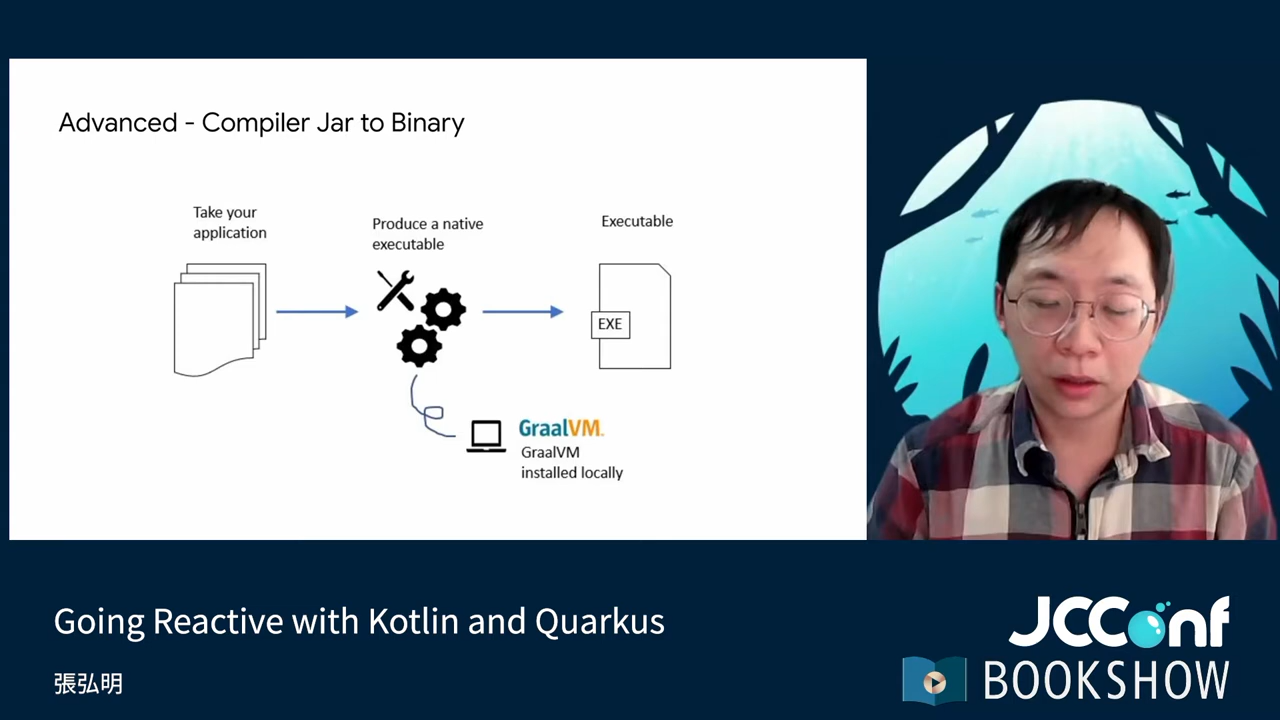 Advanced - Compiler Jar to Binary
Take your
application
Produce a native
executable
Executable
EXE
GraalVM
GraalVM
installed locally
Going Reactive with Kotlin and Quarkus
張弘明
JCConf
BOOKSHOW